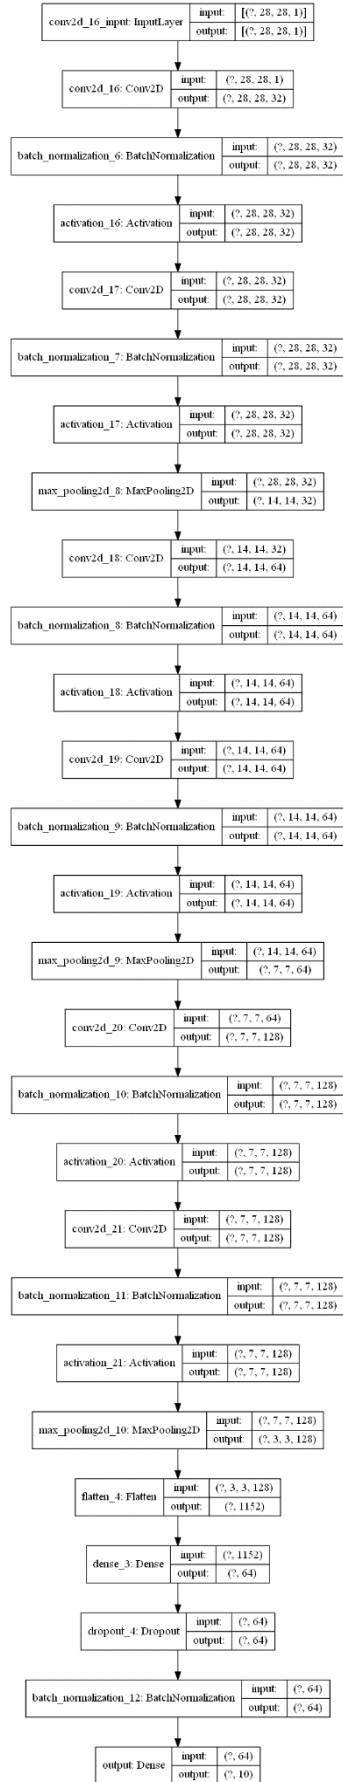 conv2d_16_input: InputLayer input: [(?, 28, 28, 1)]
output: [(?, 28, 28, 1)]
conv2d_16: Conv2D input: (?, 28, 28, 1)
output: (?, 28, 28, 32)
batch_normalization_6: BatchNormalization input: (?, 28, 28, 32)
output: (?, 28, 28, 32)
activation_16: Activation input: (?, 28, 28, 32)
output: (?, 28, 28, 32)
conv2d_17: Conv2D input: (?, 28, 28, 32)
output: (?, 28, 28, 32)
batch_normalization_7: BatchNormalization input: (?, 28, 28, 32)
output: (?, 28, 28, 32)
activation_17: Activation input: (?, 28, 28, 32)
output: (?, 28, 28, 32)
max_pooling2d_8: MaxPooling2D input: (?, 28, 28, 32)
output: (?, 14, 14, 32)
conv2d_18: Conv2D input: (?, 14, 14, 32)
output: (?, 14, 14, 64)
batch_normalization_8: BatchNormalization input: (?, 14, 14, 64)
output: (?, 14, 14, 64)
activation_18: Activation input: (?, 14, 14, 64)
output: (?, 14, 14, 64)
conv2d_19: Conv2D input: (?, 14, 14, 64)
output: (?, 14, 14, 64)
batch_normalization_9: BatchNormalization input: (?, 14, 14, 64)
output: (?, 14, 14, 64)
activation_19: Activation input: (?, 14, 14, 64)
output: (?, 14, 14, 64)
max_pooling2d_9: MaxPooling2D input: (?, 14, 14, 64)
output: (?, 7, 7, 64)
conv2d_20: Conv2D input: (?, 7, 7, 64)
output: (?, 7, 7, 128)
batch_normalization_10: BatchNormalization input: (?, 7, 7, 128)
output: (?, 7, 7, 128)
activation_20: Activation input: (?, 7, 7, 128)
output: (?, 7, 7, 128)
conv2d_21: Conv2D input: (?, 7, 7, 128)
output: (?, 7, 7, 128)
batch_normalization_11: BatchNormalization input: (?, 7, 7, 128)
output: (?, 7, 7, 128)
activation_21: Activation input: (?, 7, 7, 128)
output: (?, 7, 7, 128)
max_pooling2d_10: MaxPooling2D input: (?, 7, 7, 128)
output: (?, 3, 3, 128)
flatten_4: Flatten input: (?, 3, 3, 128)
output: (?, 1152)
dense_3: Dense input: (?, 1152)
output: (?, 64)
dropout_4: Dropout input: (?, 64)
output: (?, 64)
batch_normalization_12: BatchNormalization input: (?, 64)
output: (?, 64)
output: Dense input: (?, 64)
output: (?, 10)